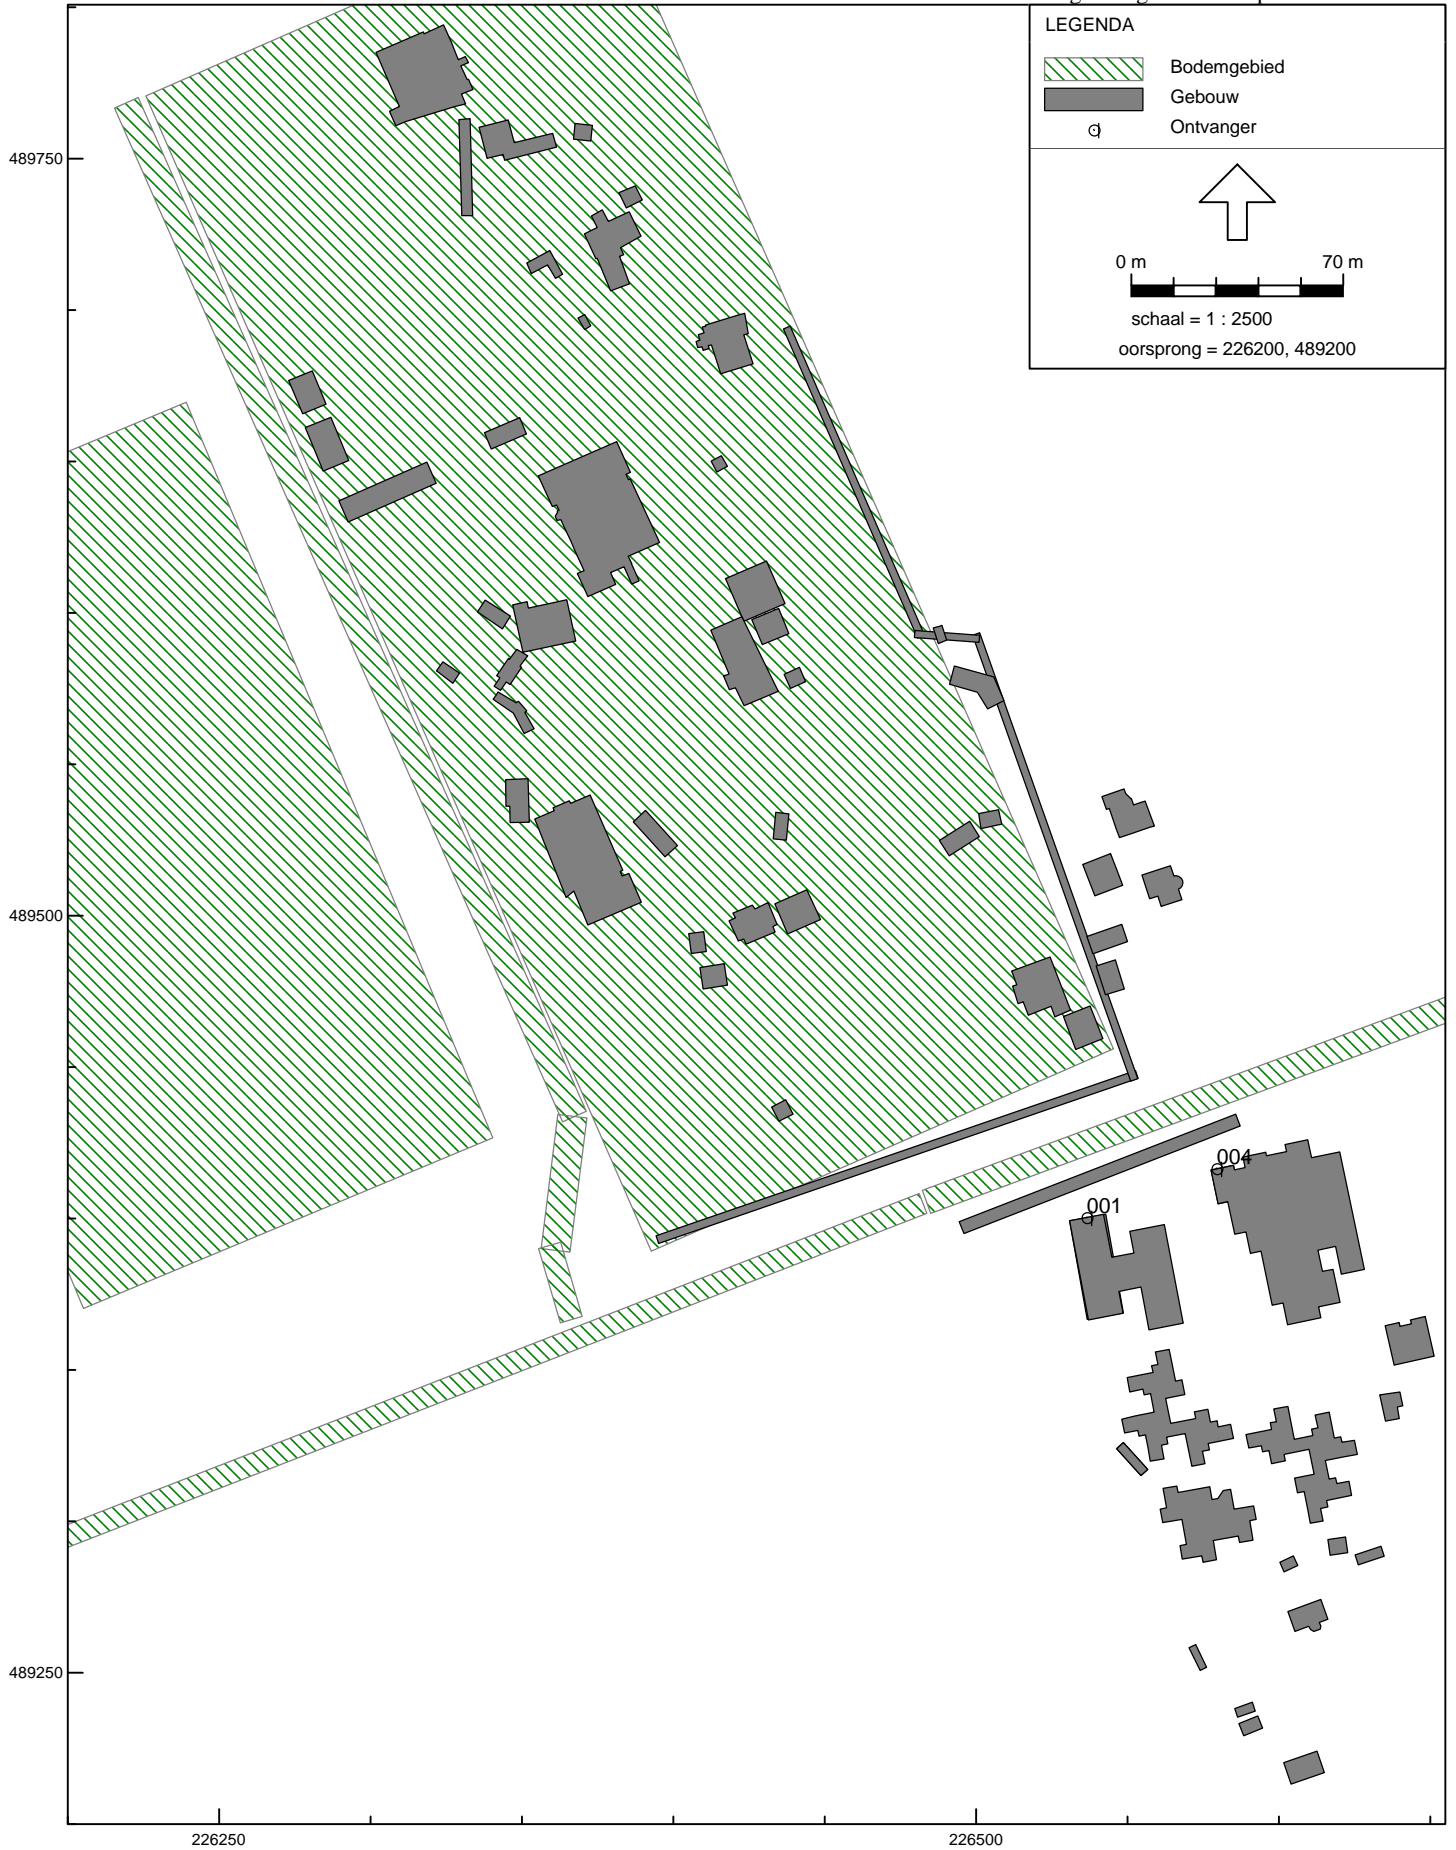 LEGENDA
Bodemgebied
Gebouw
Ontvanger
0 m 70 m
schaal = 1 : 2500
oorsprong = 226200, 489200
489750
489500
004
001
489250
226250 226500